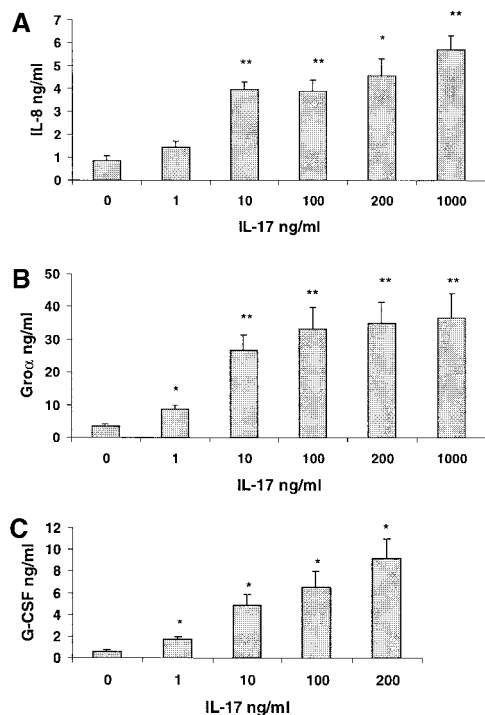 A
IL-8 ng/ml
7
6
5
4
3
2
1
0
** ** * **
0 1 10 100 200 1000
IL-17 ng/ml
B
Groα ng/ml
50
40
30
20
10
0
* ** ** ** **
0 1 10 100 200 1000
IL-17 ng/ml
C
G-CSF ng/ml
12
10
8
6
4
2
0
* * * *
0 1 10 100 200
IL-17 ng/ml